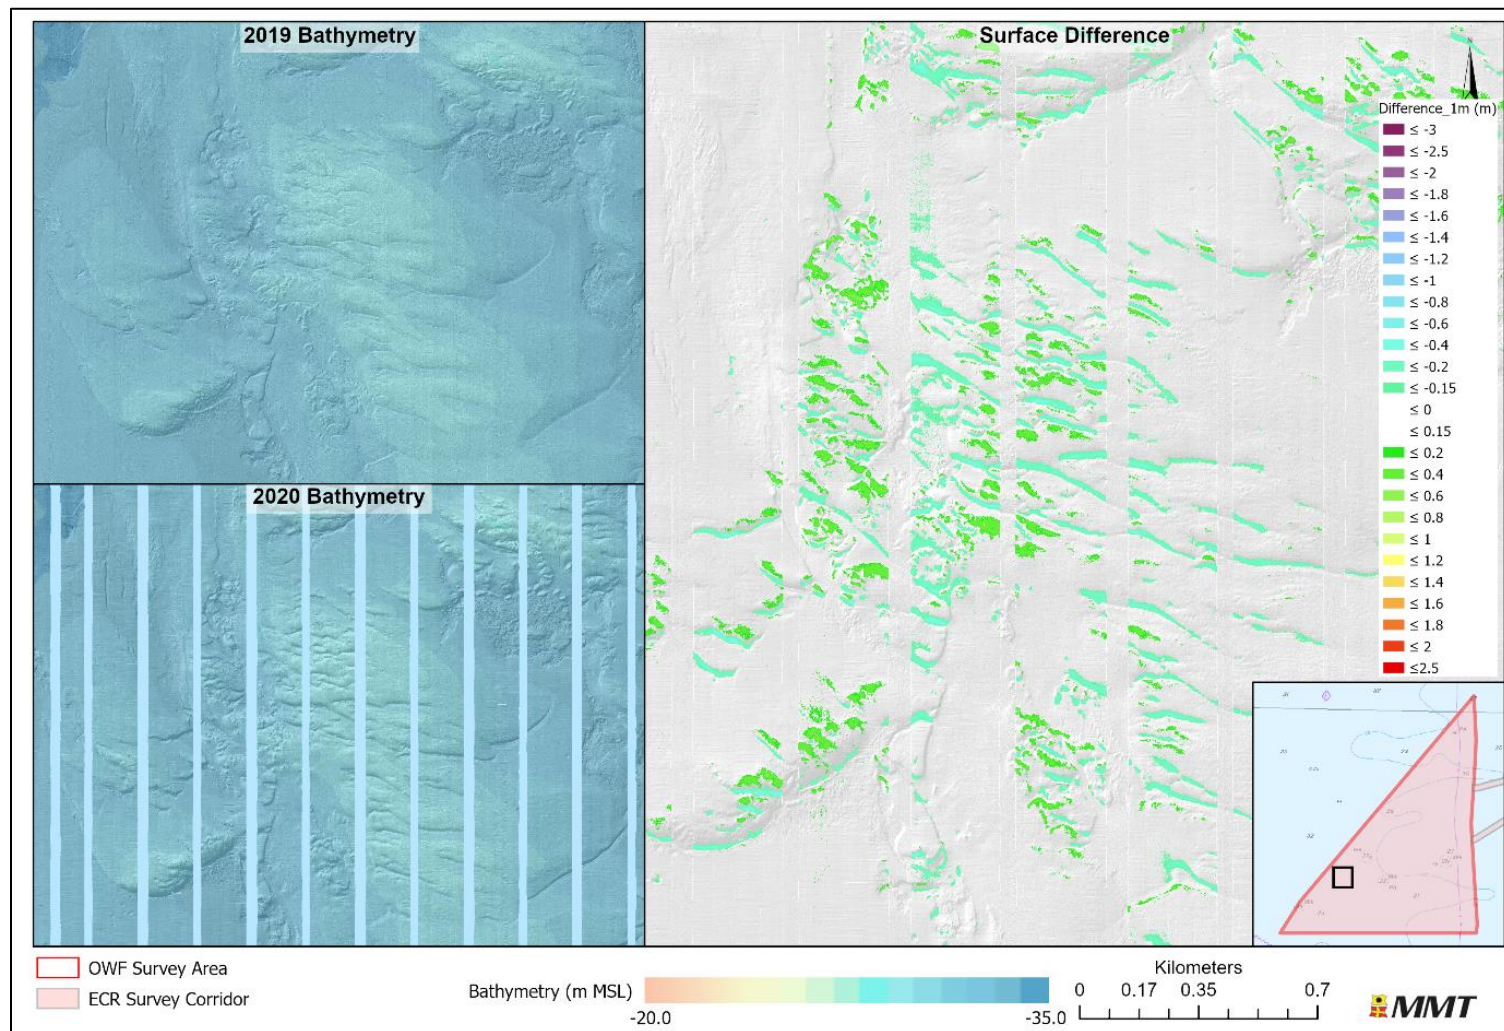 2019 Bathymetry
Surface Difference
Difference_1m (m)
≤ -3
≤ -2.5
≤ -2
≤ -1.8
≤ -1.6
≤ -1.4
≤ -1.2
≤ -1
≤ -0.8
≤ -0.6
≤ -0.4
≤ -0.2
≤ -0.15
≤ 0
≤ 0.15
≤ 0.2
≤ 0.4
≤ 0.6
≤ 0.8
≤ 1
≤ 1.2
≤ 1.4
≤ 1.6
≤ 1.8
≤ 2
≤2.5
2020 Bathymetry
OWF Survey Area
ECR Survey Corridor
Bathymetry (m MSL)
-20.0
-35.0
Kilometers
0 0.17 0.35 0.7
MMT